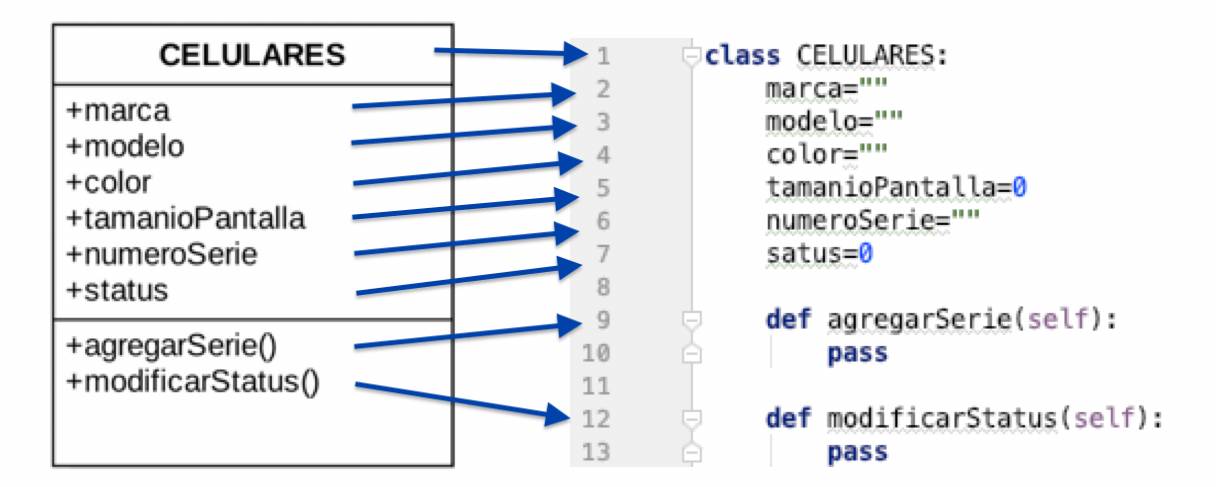 CELULARES
+marca
+modelo
+color
+tamanioPantalla
+numeroSerie
+status
+agregarSerie()
+modificarStatus()
1 class CELULARES:
2 marca=""
3 modelo=""
4 color=""
5 tamanioPantalla=0
6 numeroSerie=""
7 satus=0
8
9 def agregarSerie(self):
10 pass
11
12 def modificarStatus(self):
13 pass